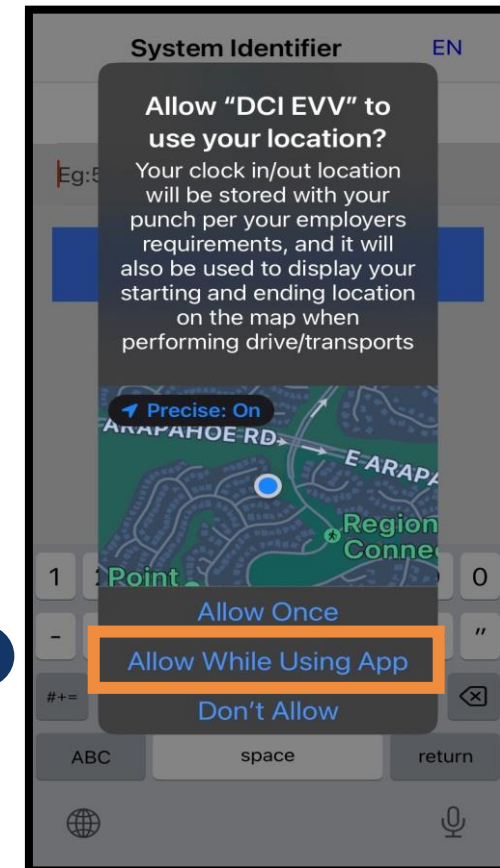 System Identifier EN
Allow “DCI EVV” to
use your location?
Your clock in/out location
will be stored with your
punch per your employers
requirements, and it will
also be used to display your
starting and ending location
on the map when
performing drive/transports
Eg:5
Precise: On
ARAPAHOE RD
E ARAPA
Region
Conne
Point
Allow Once
Allow While Using App
Don’t Allow
1 0
- "
#+=
ABC space return